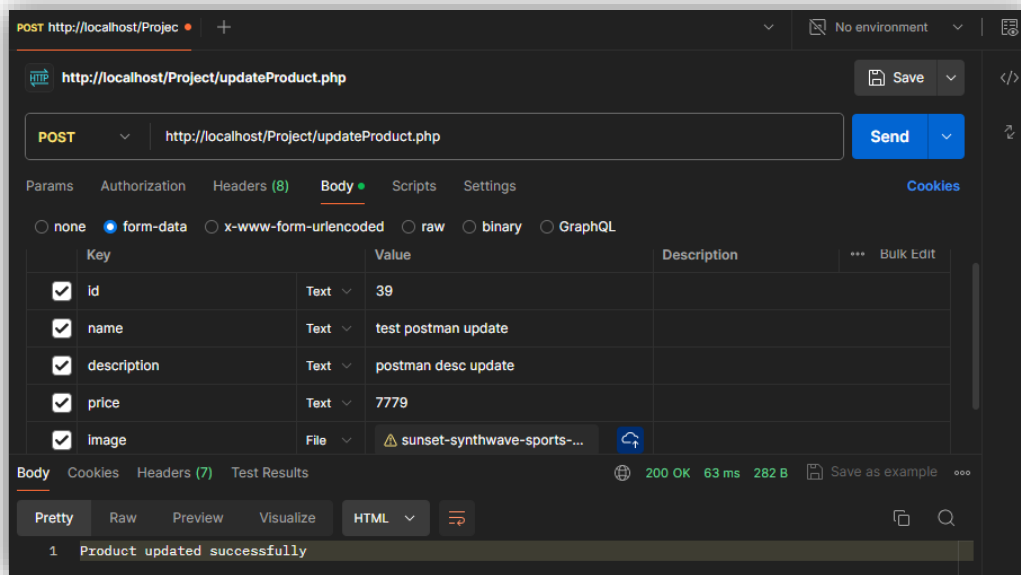 POST http://localhost/Projec
No environment
HTTP http://localhost/Project/updateProduct.php
Save
POST http://localhost/Project/updateProduct.php
Send
Params Authorization Headers (8) Body Scripts Settings
Cookies
none form-data x-www-form-urlencoded raw binary GraphQL
Key Value Description ••• Bulk Edit
id Text 39
name Text test postman update
description Text postman desc update
price Text 7779
image File sunset-synthwave-sports-...
Body Cookies Headers (7) Test Results
200 OK 63 ms 282 B Save as example
Pretty Raw Preview Visualize HTML
1 Product updated successfully